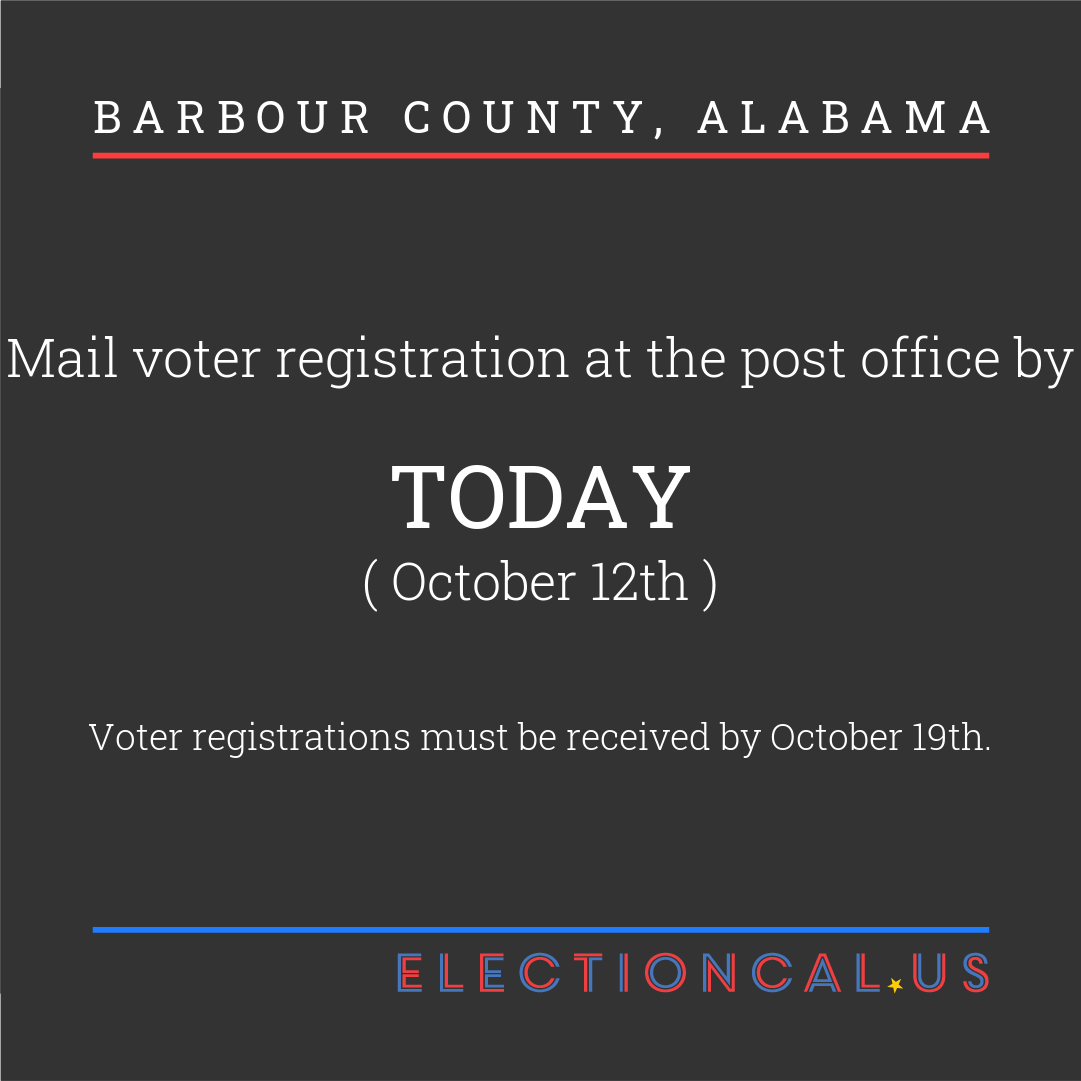 BARBOUR COUNTY, ALABAMA
Mail voter registration at the post office by
TODAY
( October 12th )
Voter registrations must be received by October 19th.
ELECTIONCAL.US